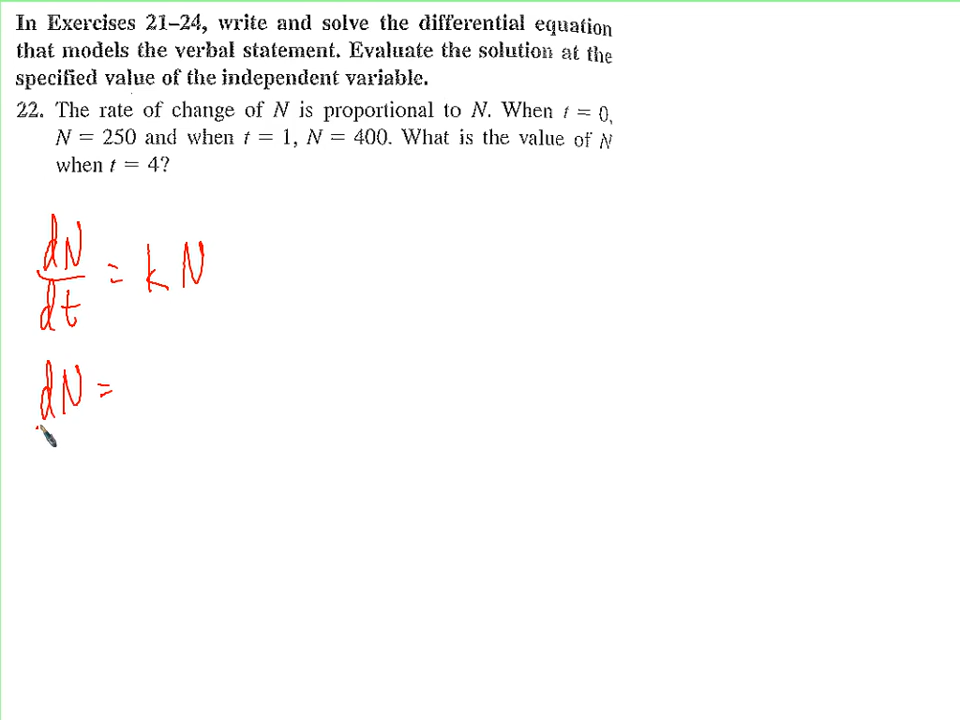 In Exercises 21–24, write and solve the differential equation
that models the verbal statement. Evaluate the solution at the
specified value of the independent variable.
22. The rate of change of N is proportional to N. When t = 0,
N = 250 and when t = 1, N = 400. What is the value of N
when t = 4?
dN/dt = kN
dN =